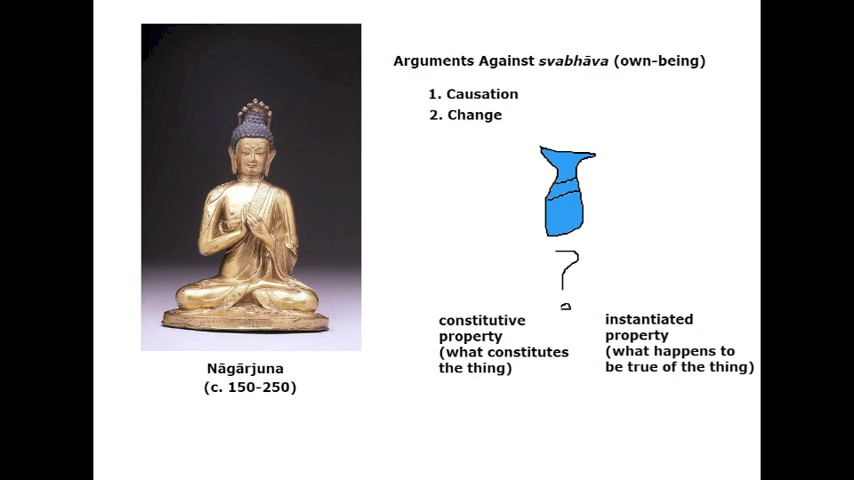 Arguments Against svabhāva (own-being)
1. Causation
2. Change
?
constitutive
property
(what constitutes
the thing)
instantiated
property
(what happens to
be true of the thing)
Nāgārjuna
(c. 150-250)